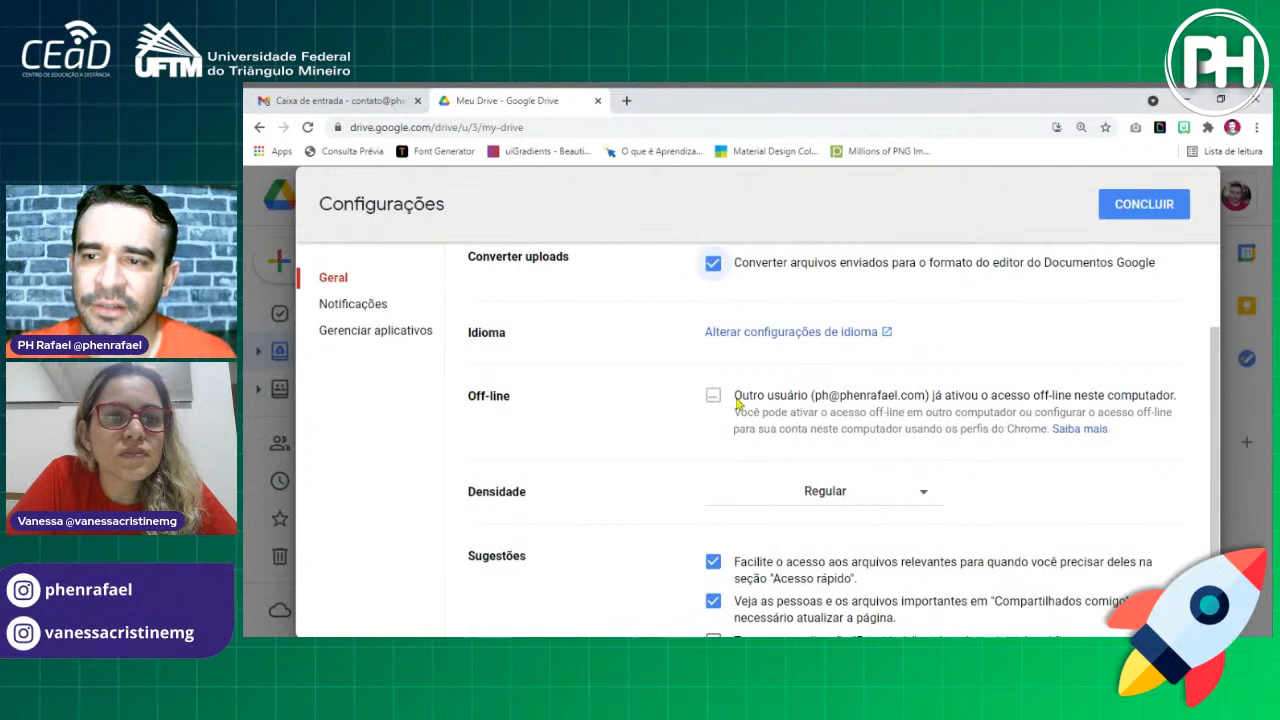 CEaD
CENTRO DE EDUCAÇÃO A DISTÂNCIA
UFTM
Universidade Federal
do Triângulo Mineiro
PH
Caixa de entrada - contato@phe
Meu Drive - Google Drive
drive.google.com/drive/u/3/my-drive
Apps
Consulta Prévia
T
Font Generator
uiGradients - Beauti...
O que é Aprendiza...
Material Design Col...
Millions of PNG Im...
Lista de leitura
Configurações
CONCLUIR
Geral
Notificações
Gerenciar aplicativos
Converter uploads
Converter arquivos enviados para o formato do editor do Documentos Google
Idioma
Alterar configurações de idioma
Off-line
Outro usuário (ph@phenrafael.com) já ativou o acesso off-line neste computador.
Você pode ativar o acesso off-line em outro computador ou configurar o acesso off-line
para sua conta neste computador usando os perfis do Chrome. Saiba mais
Densidade
Regular
Sugestões
Facilite o acesso aos arquivos relevantes para quando você precisar deles na
seção "Acesso rápido".
Veja as pessoas e os arquivos importantes em "Compartilhados comigo"
necessário atualizar a página.
PH Rafael @phenrafael
Vanessa @vanessacristinemg
phenrafael
vanessacristinemg